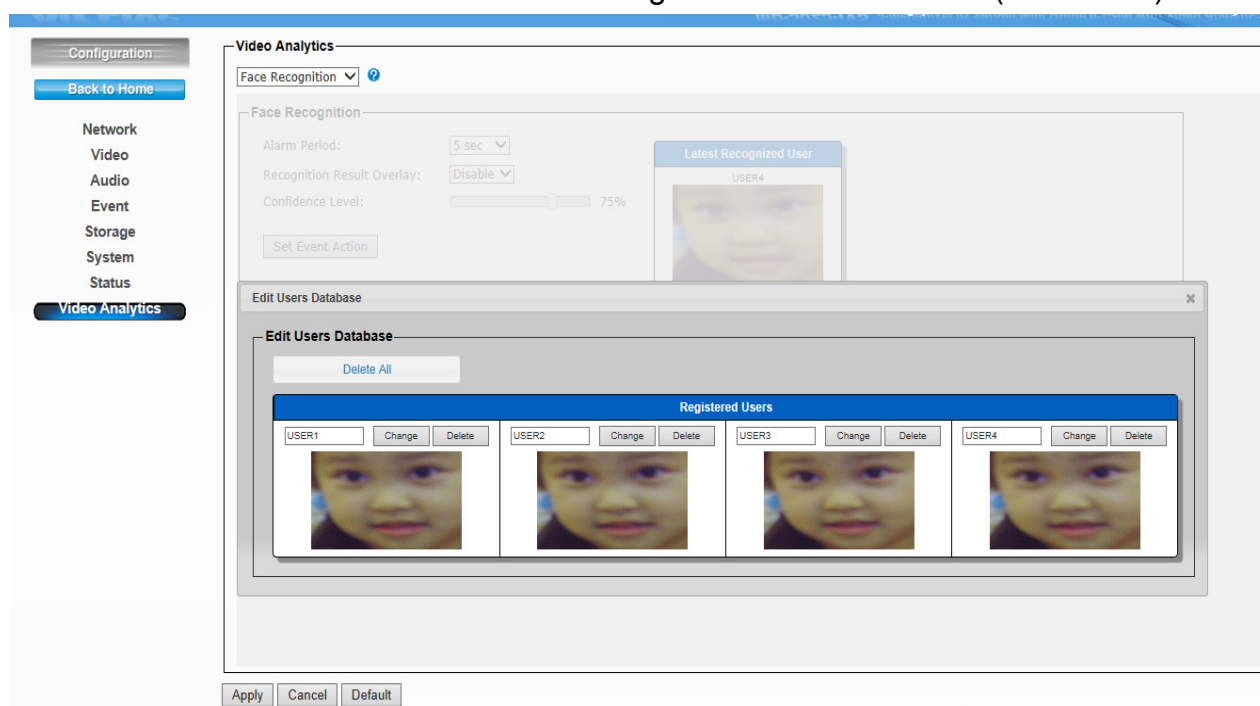 Configuration
Back to Home
Network
Video
Audio
Event
Storage
System
Status
Video Analytics
Video Analytics
Face Recognition
Face Recognition
Alarm Period: 5 sec
Recognition Result Overlay: Disable
Confidence Level: 75%
Set Event Action
Latest Recognized User
USER4
Edit Users Database
Edit Users Database
Delete All
Registered Users
USER1 Change Delete USER2 Change Delete USER3 Change Delete USER4 Change Delete
Apply Cancel Default